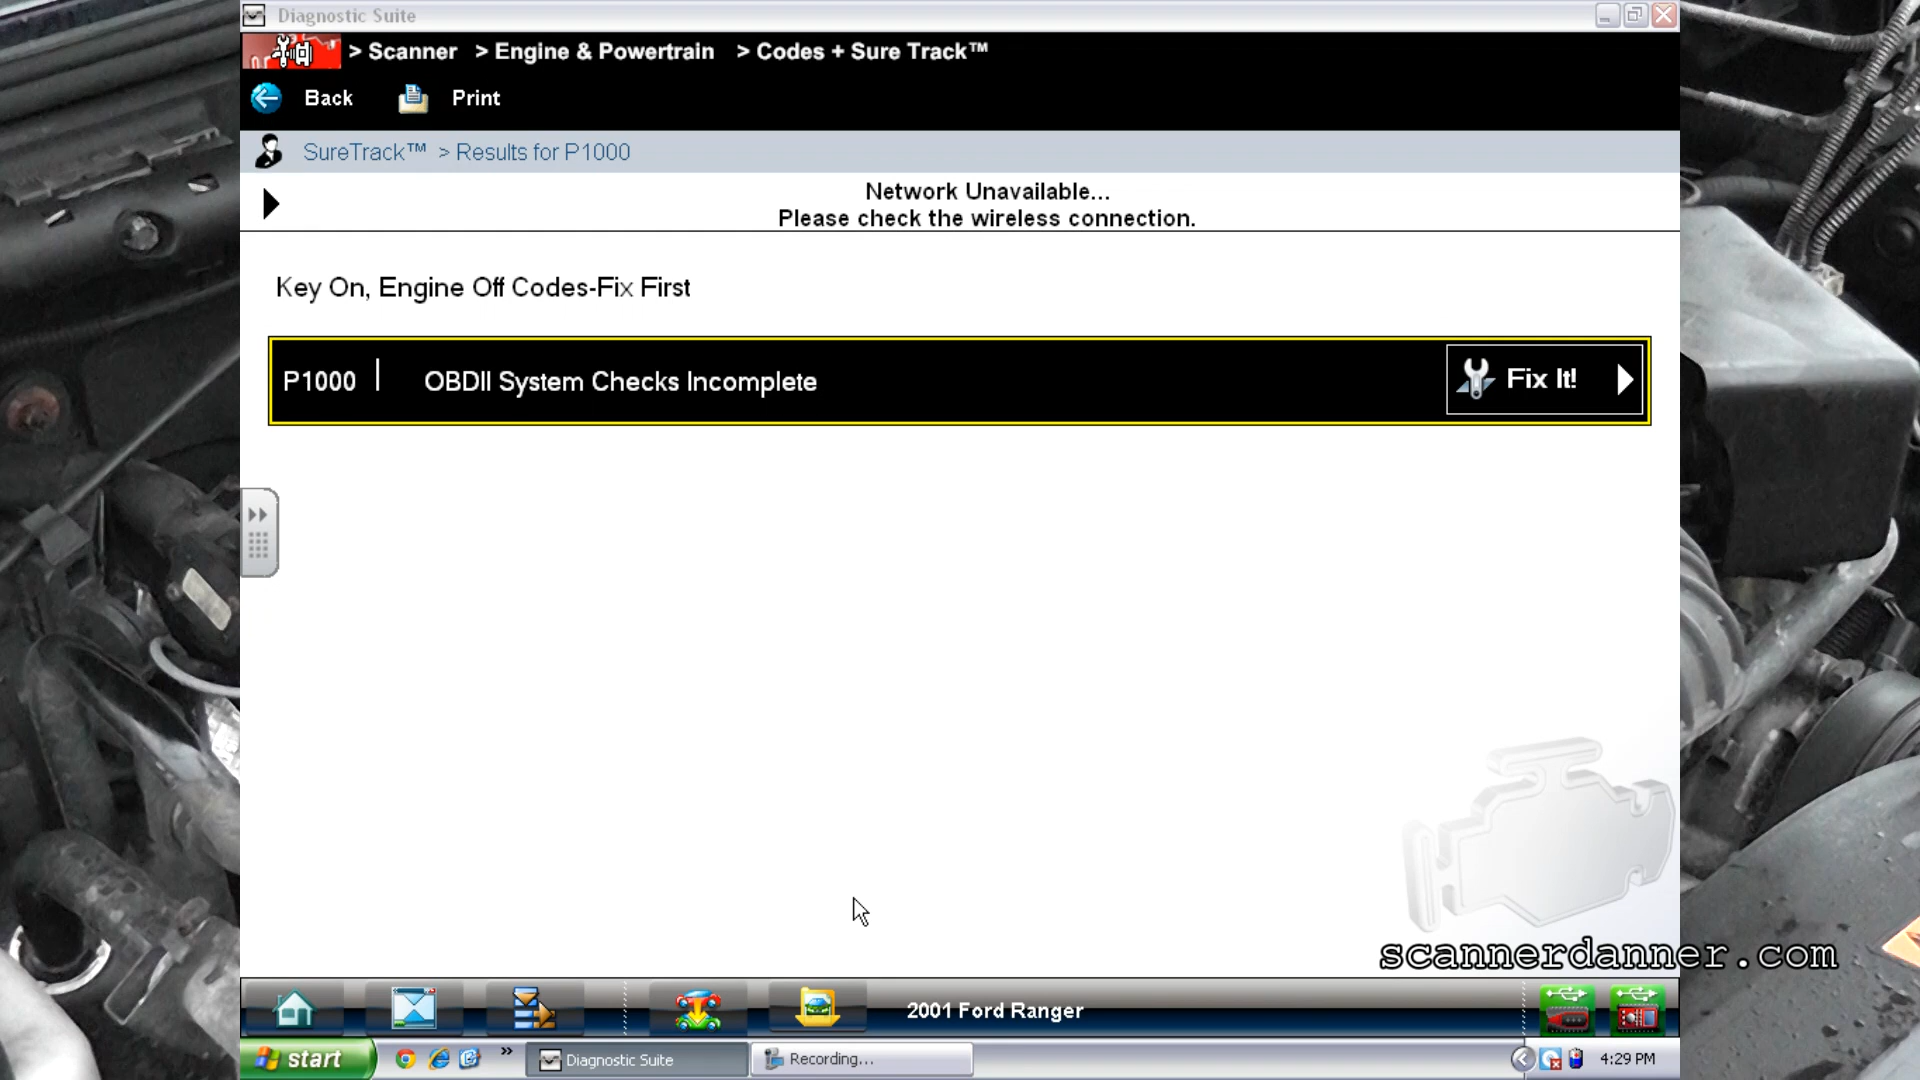 Diagnostic Suite
> Scanner > Engine & Powertrain > Codes + Sure Track™
Back Print
SureTrack™ > Results for P1000
Network Unavailable...
Please check the wireless connection.
Key On, Engine Off Codes-Fix First
P1000 | OBDII System Checks Incomplete Fix It!
scannerdanner.com
2001 Ford Ranger
start » Diagnostic Suite Recording... 4:29 PM